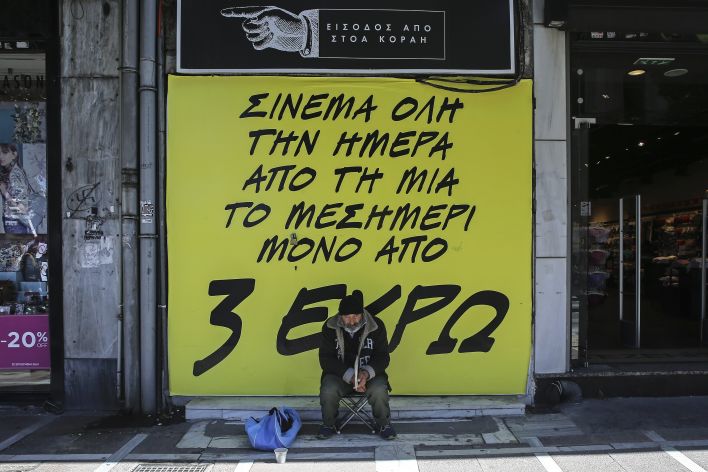 ΕΙΣΟΔΟΣ ΑΠΟ
ΣΤΟΑ ΚΟΡΑΗ
ΣΙΝΕΜΑ ΟΛΗ
ΤΗΝ ΗΜΕΡΑ
ΑΠΟ ΤΗ ΜΙΑ
ΤΟ ΜΕΣΗΜΕΡΙ
ΜΟΝΟ ΑΠΟ
3 ΕΥΡΩ
-20%